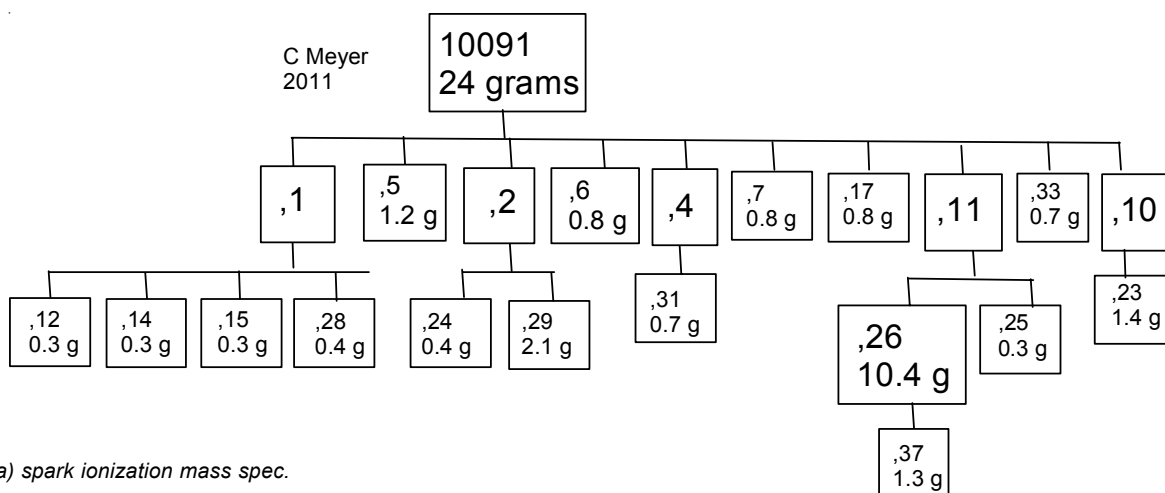 C Meyer
2011
10091
24 grams
,1
,5
1.2 g
,2
,6
0.8 g
,4
,7
0.8 g
,17
0.8 g
,11
,33
0.7 g
,10
,12
0.3 g
,14
0.3 g
,15
0.3 g
,28
0.4 g
,24
0.4 g
,29
2.1 g
,31
0.7 g
,26
10.4 g
,25
0.3 g
,23
1.4 g
,37
1.3 g
a) spark ionization mass spec.